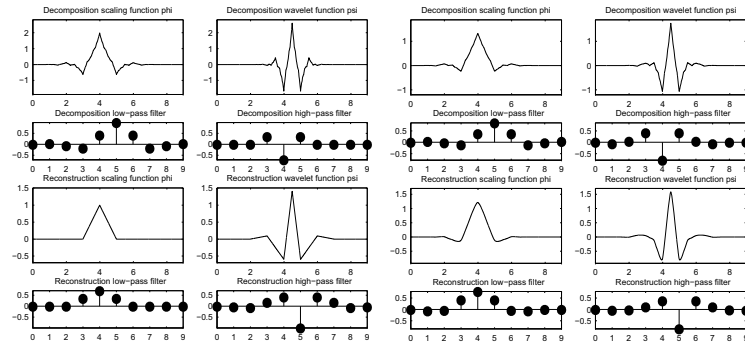 Decomposition scaling function phi
2
1
0
−1
0 2 4 6 8
Decomposition wavelet function psi
2
1
0
−1
0 2 4 6 8
Decomposition scaling function phi
1
0
−1
0 2 4 6 8
Decomposition wavelet function psi
1
0
−1
0 2 4 6 8
Decomposition low−pass filter
0.5
0
−0.5
0 1 2 3 4 5 6 7 8 9
Decomposition high−pass filter
0.5
0
−0.5
0 1 2 3 4 5 6 7 8 9
Decomposition low−pass filter
0.5
0
−0.5
0 1 2 3 4 5 6 7 8 9
Decomposition high−pass filter
0.5
0
−0.5
0 1 2 3 4 5 6 7 8 9
Reconstruction scaling function phi
1.5
1
0.5
0
−0.5
0 2 4 6 8
Reconstruction wavelet function psi
1
0.5
0
−0.5
0 2 4 6 8
Reconstruction scaling function phi
1.5
1
0.5
0
−0.5
0 2 4 6 8
Reconstruction wavelet function psi
1.5
1
0.5
0
−0.5
0 2 4 6 8
Reconstruction low−pass filter
0.5
0
−0.5
0 1 2 3 4 5 6 7 8 9
Reconstruction high−pass filter
0.5
0
−0.5
0 1 2 3 4 5 6 7 8 9
Reconstruction low−pass filter
0.5
0
−0.5
0 1 2 3 4 5 6 7 8 9
Reconstruction high−pass filter
0.5
0
−0.5
0 1 2 3 4 5 6 7 8 9